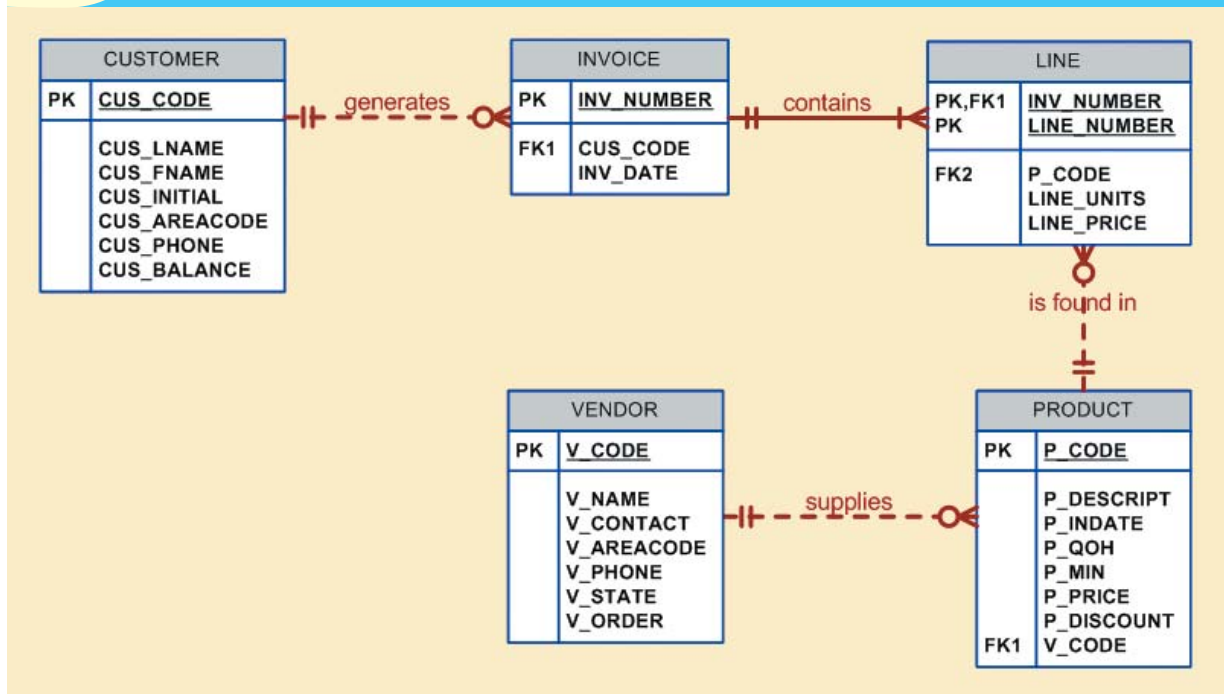 CUSTOMER
PK CUS_CODE
CUS_LNAME
CUS_FNAME
CUS_INITIAL
CUS_AREACODE
CUS_PHONE
CUS_BALANCE
generates
INVOICE
PK INV_NUMBER
FK1 CUS_CODE
INV_DATE
contains
LINE
PK,FK1 INV_NUMBER
PK LINE_NUMBER
FK2 P_CODE
LINE_UNITS
LINE_PRICE
is found in
VENDOR
PK V_CODE
V_NAME
V_CONTACT
V_AREACODE
V_PHONE
V_STATE
V_ORDER
supplies
PRODUCT
PK P_CODE
P_DESCRIPT
P_INDATE
P_QOH
P_MIN
P_PRICE
P_DISCOUNT
FK1 V_CODE